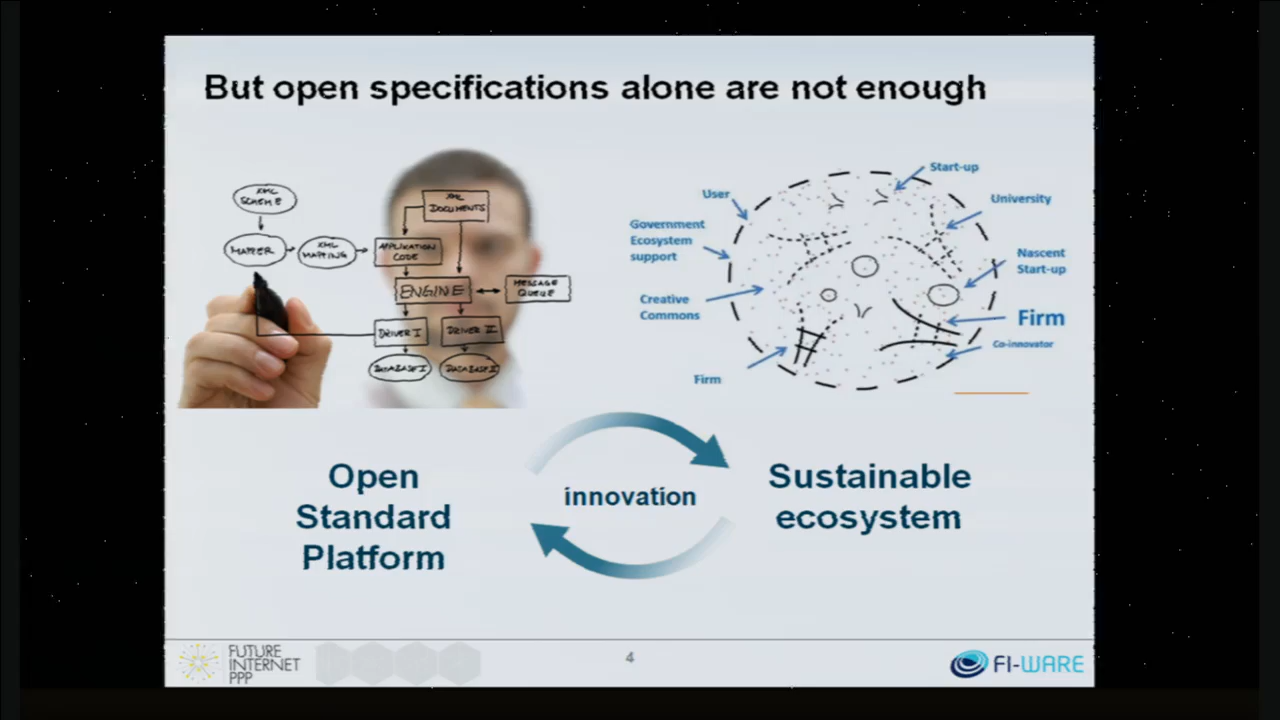 But open specifications alone are not enough
XML
SCHEME
MAPPER
XML
MAPPING
XML
DOCUMENTS
APPLIKATION
CODE
ENGINE
MESSAGE
QUEUE
DRIVER I
DRIVER II
DATABASE I
DATABASE II
Start-up
User
University
Government
Ecosystem
support
Nascent
Start-up
Creative
Commons
Firm
Co-innovator
Firm
Open
Standard
Platform
innovation
Sustainable
ecosystem
FUTURE
INTERNET
PPP
4
FI-WARE